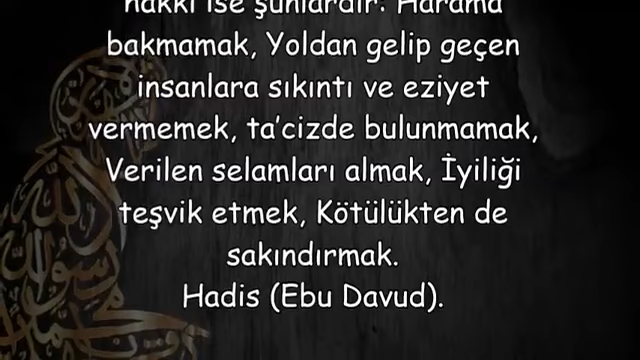 hakkı ise şunlardır: Harama
bakmamak, Yoldan gelip geçen
insanlara sıkıntı ve eziyet
vermemek, ta’cizde bulunmamak,
Verilen selamları almak, İyiliği
teşvik etmek, Kötülükten de
sakındırmak.
Hadis (Ebu Davud).